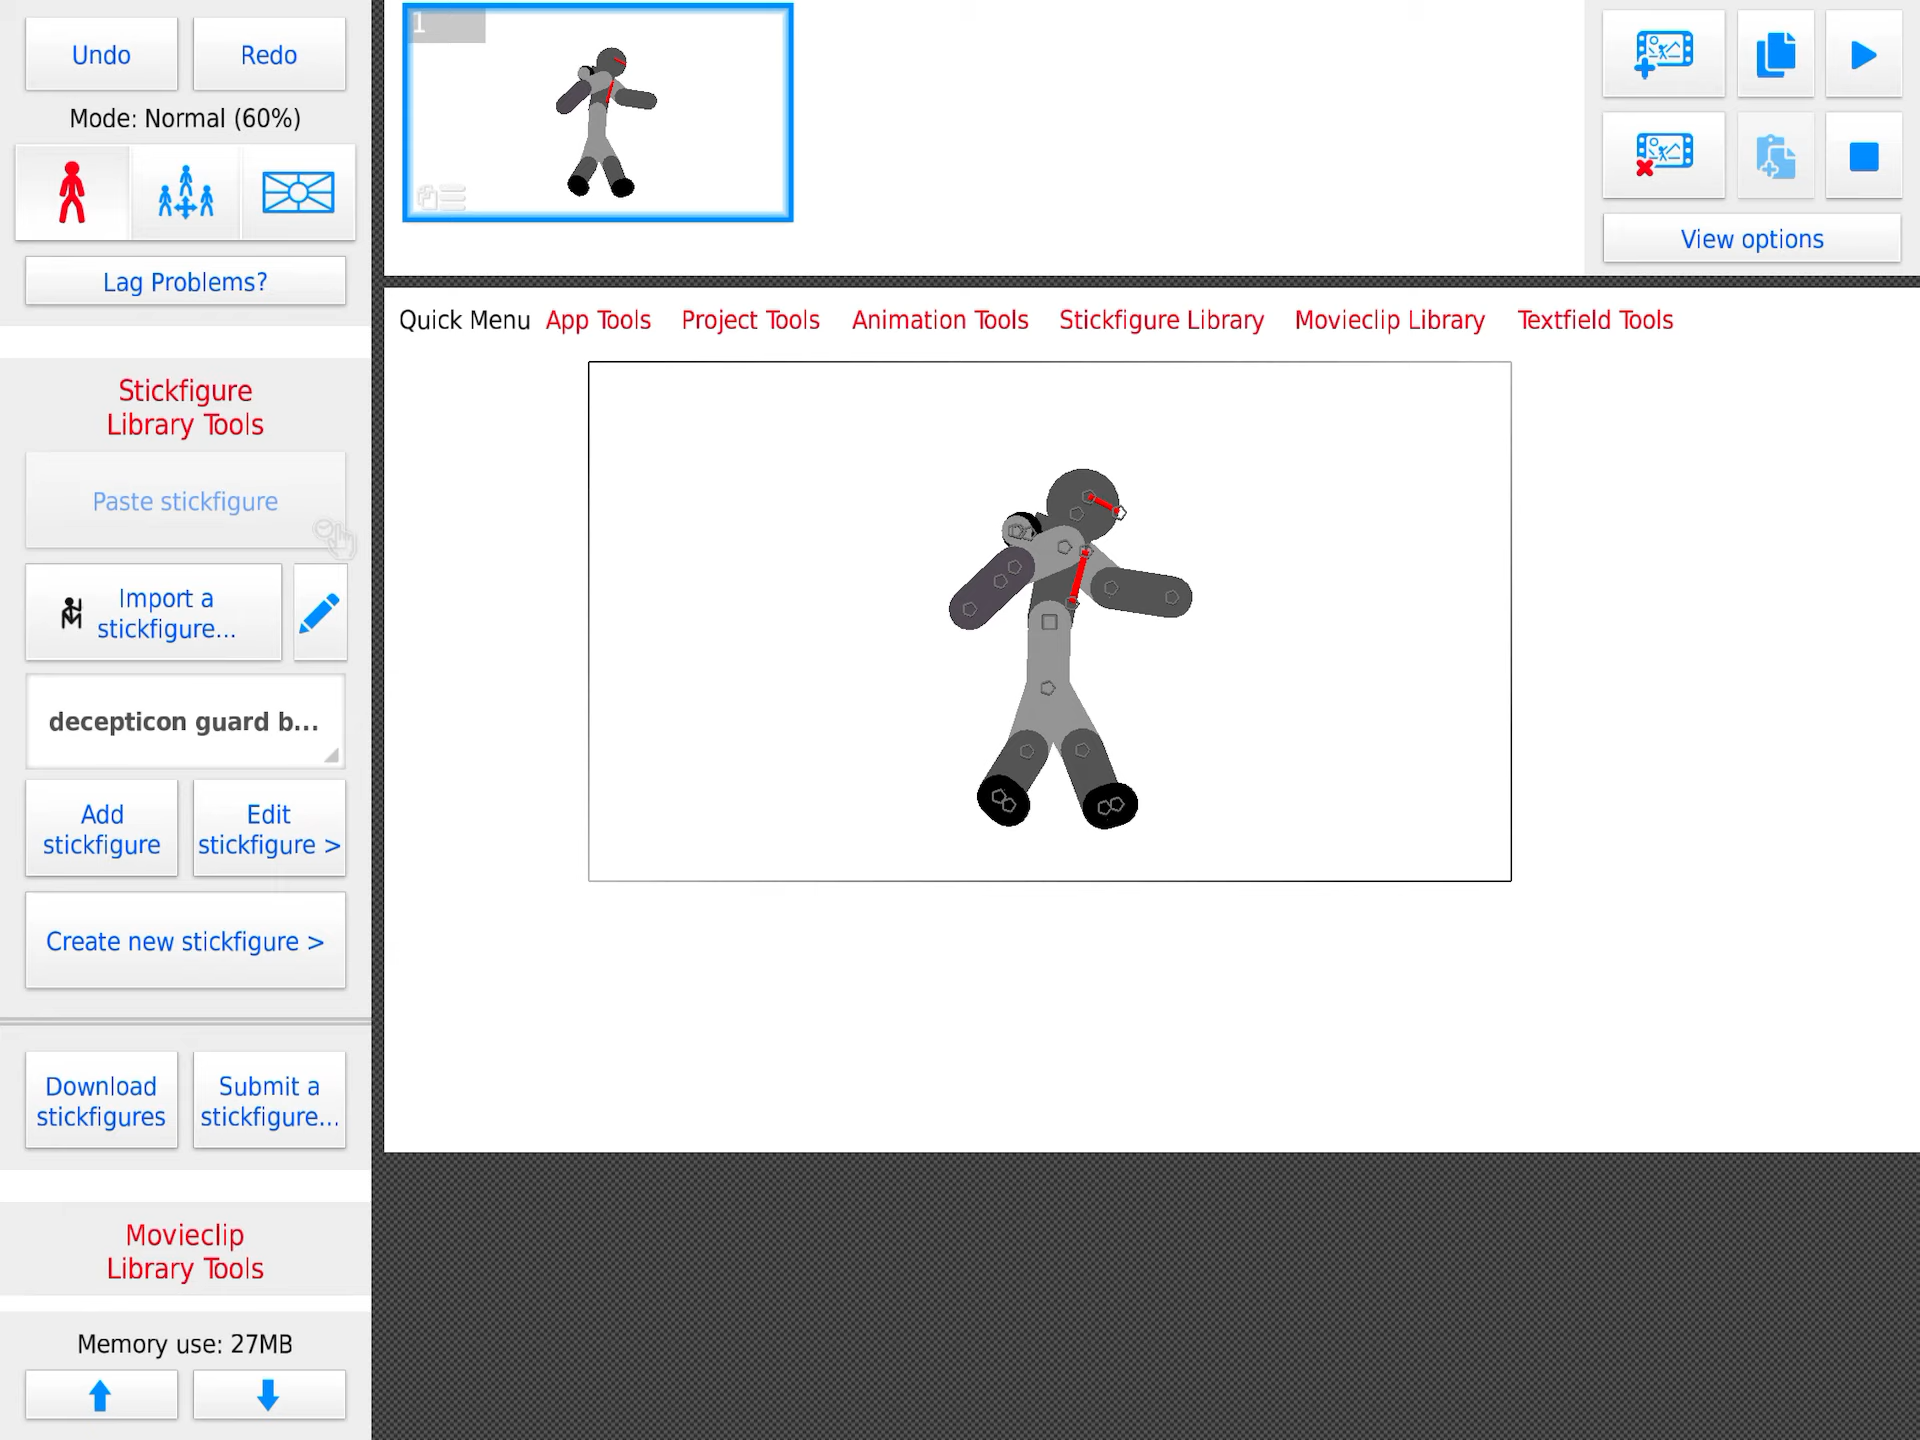 Undo
Redo
Mode: Normal (60%)
Lag Problems?
Stickfigure
Library Tools
Paste stickfigure
Import a
stickfigure...
decepticon guard b...
Add
stickfigure
Edit
stickfigure >
Create new stickfigure >
Download
stickfigures
Submit a
stickfigure...
Movieclip
Library Tools
Memory use: 27MB
1
View options
Quick Menu
App Tools
Project Tools
Animation Tools
Stickfigure Library
Movieclip Library
Textfield Tools